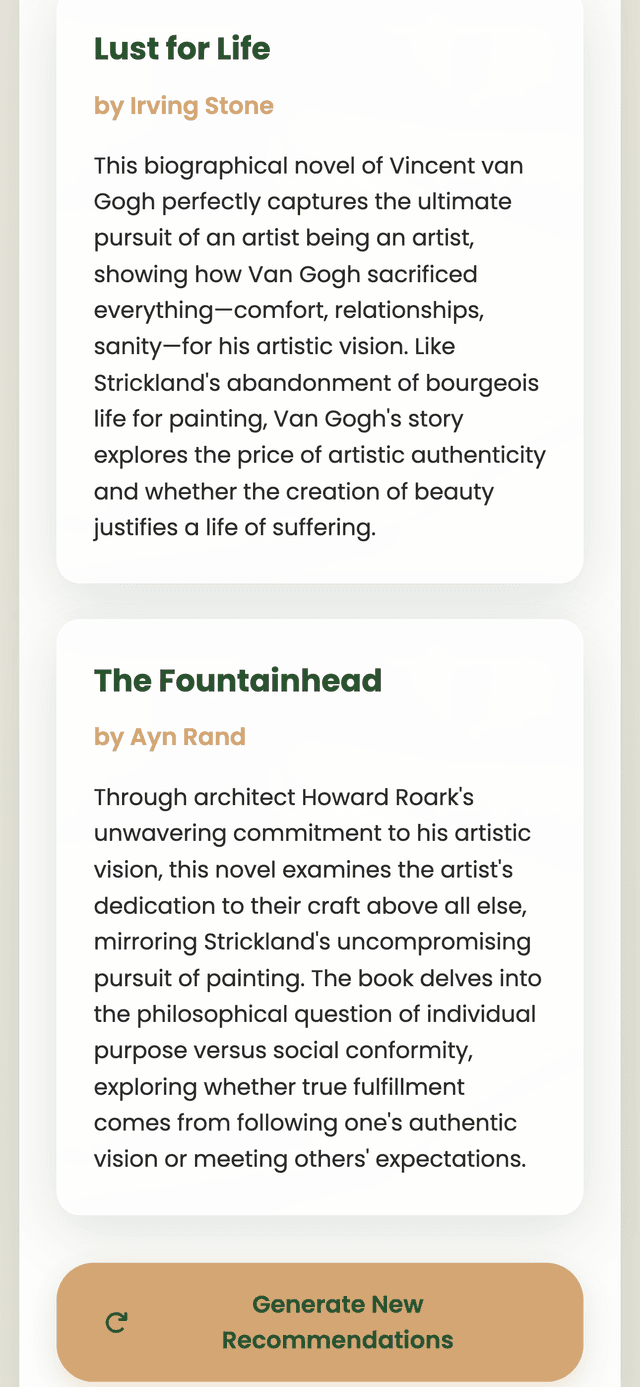 Lust for Life
by Irving Stone
This biographical novel of Vincent van
Gogh perfectly captures the ultimate
pursuit of an artist being an artist,
showing how Van Gogh sacrificed
everything—comfort, relationships,
sanity—for his artistic vision. Like
Strickland's abandonment of bourgeois
life for painting, Van Gogh's story
explores the price of artistic authenticity
and whether the creation of beauty
justifies a life of suffering.
The Fountainhead
by Ayn Rand
Through architect Howard Roark's
unwavering commitment to his artistic
vision, this novel examines the artist's
dedication to their craft above all else,
mirroring Strickland's uncompromising
pursuit of painting. The book delves into
the philosophical question of individual
purpose versus social conformity,
exploring whether true fulfillment
comes from following one's authentic
vision or meeting others' expectations.
Generate New
Recommendations